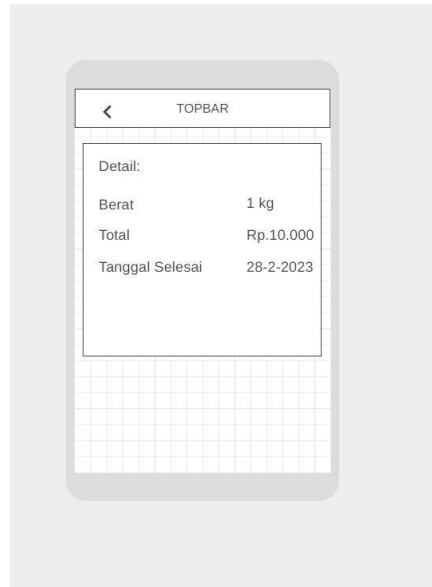 TOPBAR
Detail:
Berat 1 kg
Total Rp.10.000
Tanggal Selesai 28-2-2023